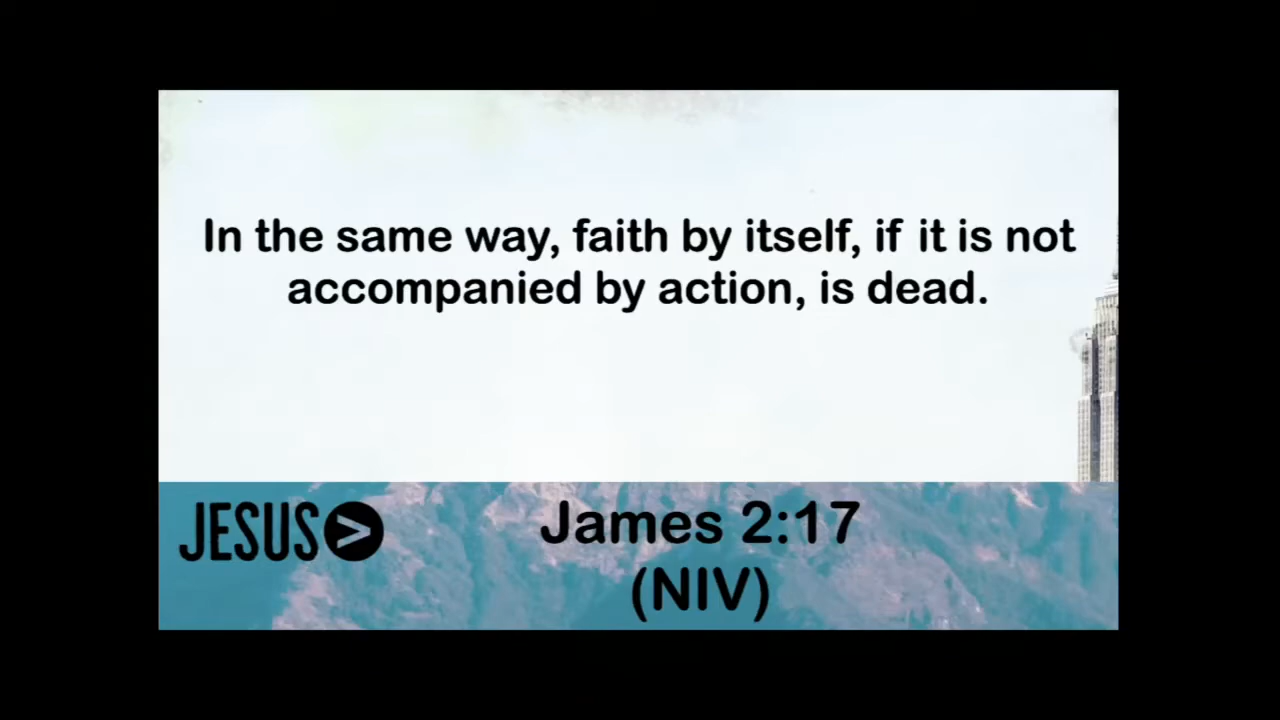 In the same way, faith by itself, if it is not
accompanied by action, is dead.
JESUS >
James 2:17
(NIV)